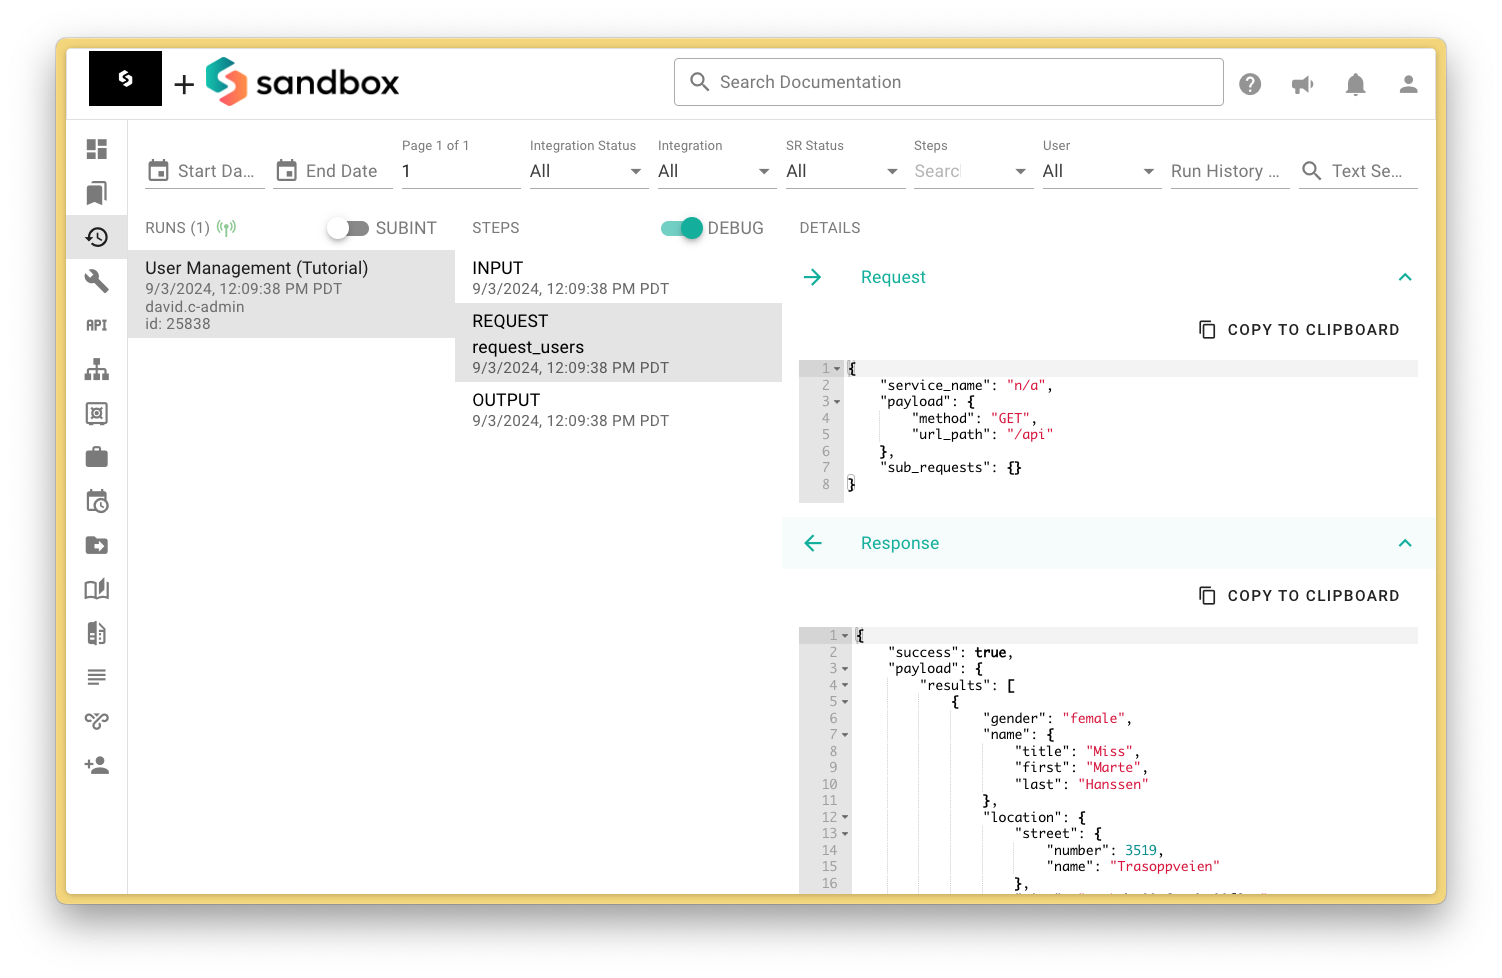 + sandbox
Search Documentation
Start Da...
End Date
Page 1 of 1
1
Integration Status
All
Integration
All
SR Status
All
Steps
Searc
User
All
Run History ...
Text Se...
RUNS (1)
SUBINT
STEPS
DEBUG
DETAILS
API
User Management (Tutorial)
9/3/2024, 12:09:38 PM PDT
david.c-admin
id: 25838
INPUT
9/3/2024, 12:09:38 PM PDT
REQUEST
request_users
9/3/2024, 12:09:38 PM PDT
OUTPUT
9/3/2024, 12:09:38 PM PDT
Request
COPY TO CLIPBOARD
1 {
2 "service_name": "n/a",
3 "payload": {
4 "method": "GET",
5 "url_path": "/api"
6 },
7 "sub_requests": {}
8 }
Response
COPY TO CLIPBOARD
1 {
2 "success": true,
3 "payload": {
4 "results": [
5 {
6 "gender": "female",
7 "name": {
8 "title": "Miss",
9 "first": "Marte",
10 "last": "Hanssen"
11 },
12 "location": {
13 "street": {
14 "number": 3519,
15 "name": "Trasoppveien"
16 },